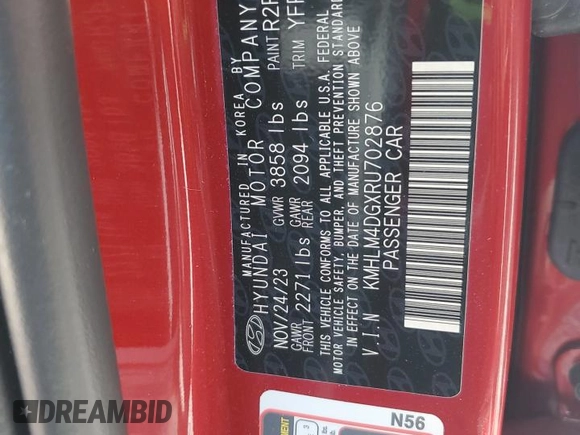 MANUFACTURED IN KOREA BY
HYUNDAI MOTOR COMPANY
NOV/24/23 GVWR 3858 lbs PAINT
GAWR FRONT 2271 lbs GAWR REAR 2094 lbs TRIM
THIS VEHICLE CONFORMS TO ALL APPLICABLE U.S.A. FEDERAL
MOTOR VEHICLE SAFETY, BUMPER, AND THEFT PREVENTION STANDARD
IN EFFECT ON THE DATE OF MANUFACTURE SHOWN ABOVE
V.I.N KMHLM4DGXRU702876
PASSENGER CAR
N56
DREAMBID